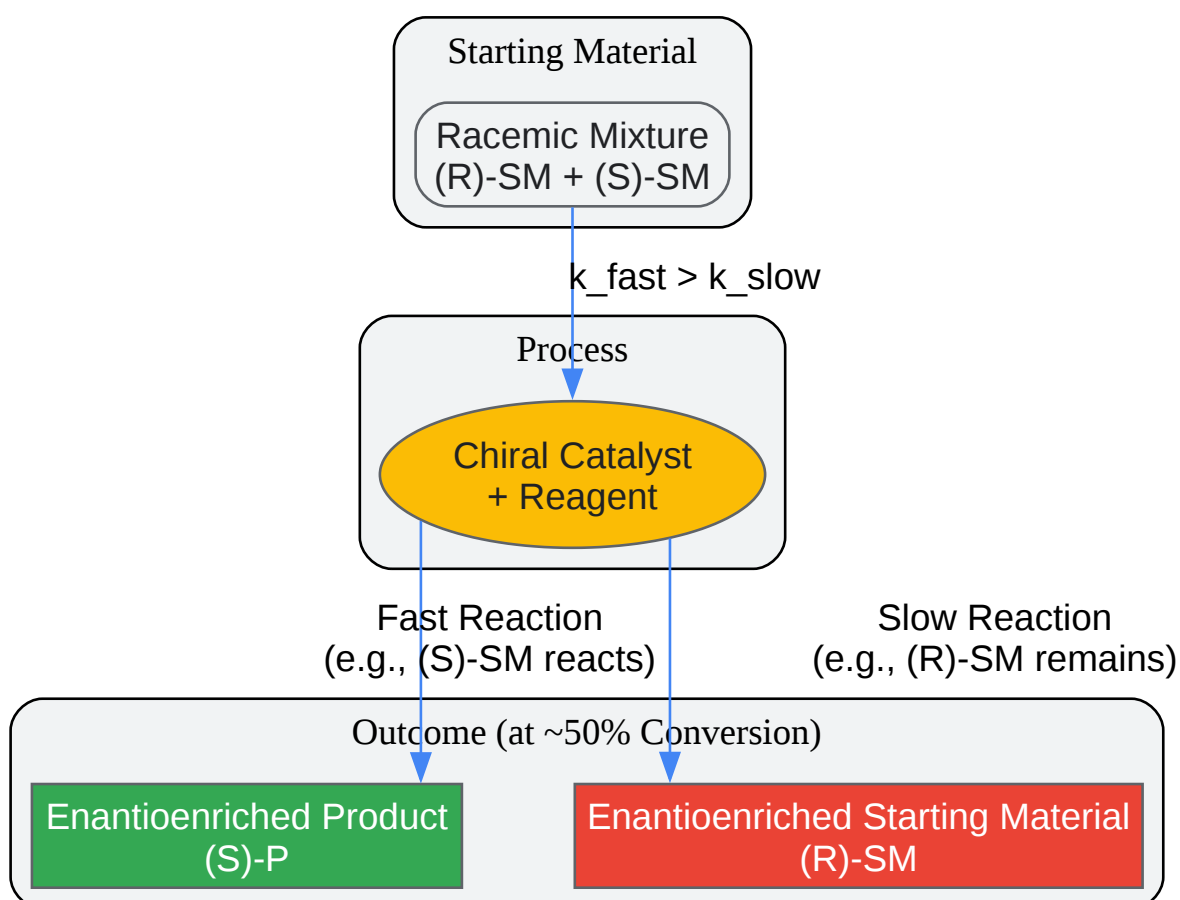 Starting Material
Racemic Mixture
(R)-SM + (S)-SM
k_fast > k_slow
Process
Chiral Catalyst
+ Reagent
Fast Reaction
(e.g., (S)-SM reacts)
Slow Reaction
(e.g., (R)-SM remains)
Outcome (at ~50% Conversion)
Enantioenriched Product
(S)-P
Enantioenriched Starting Material
(R)-SM